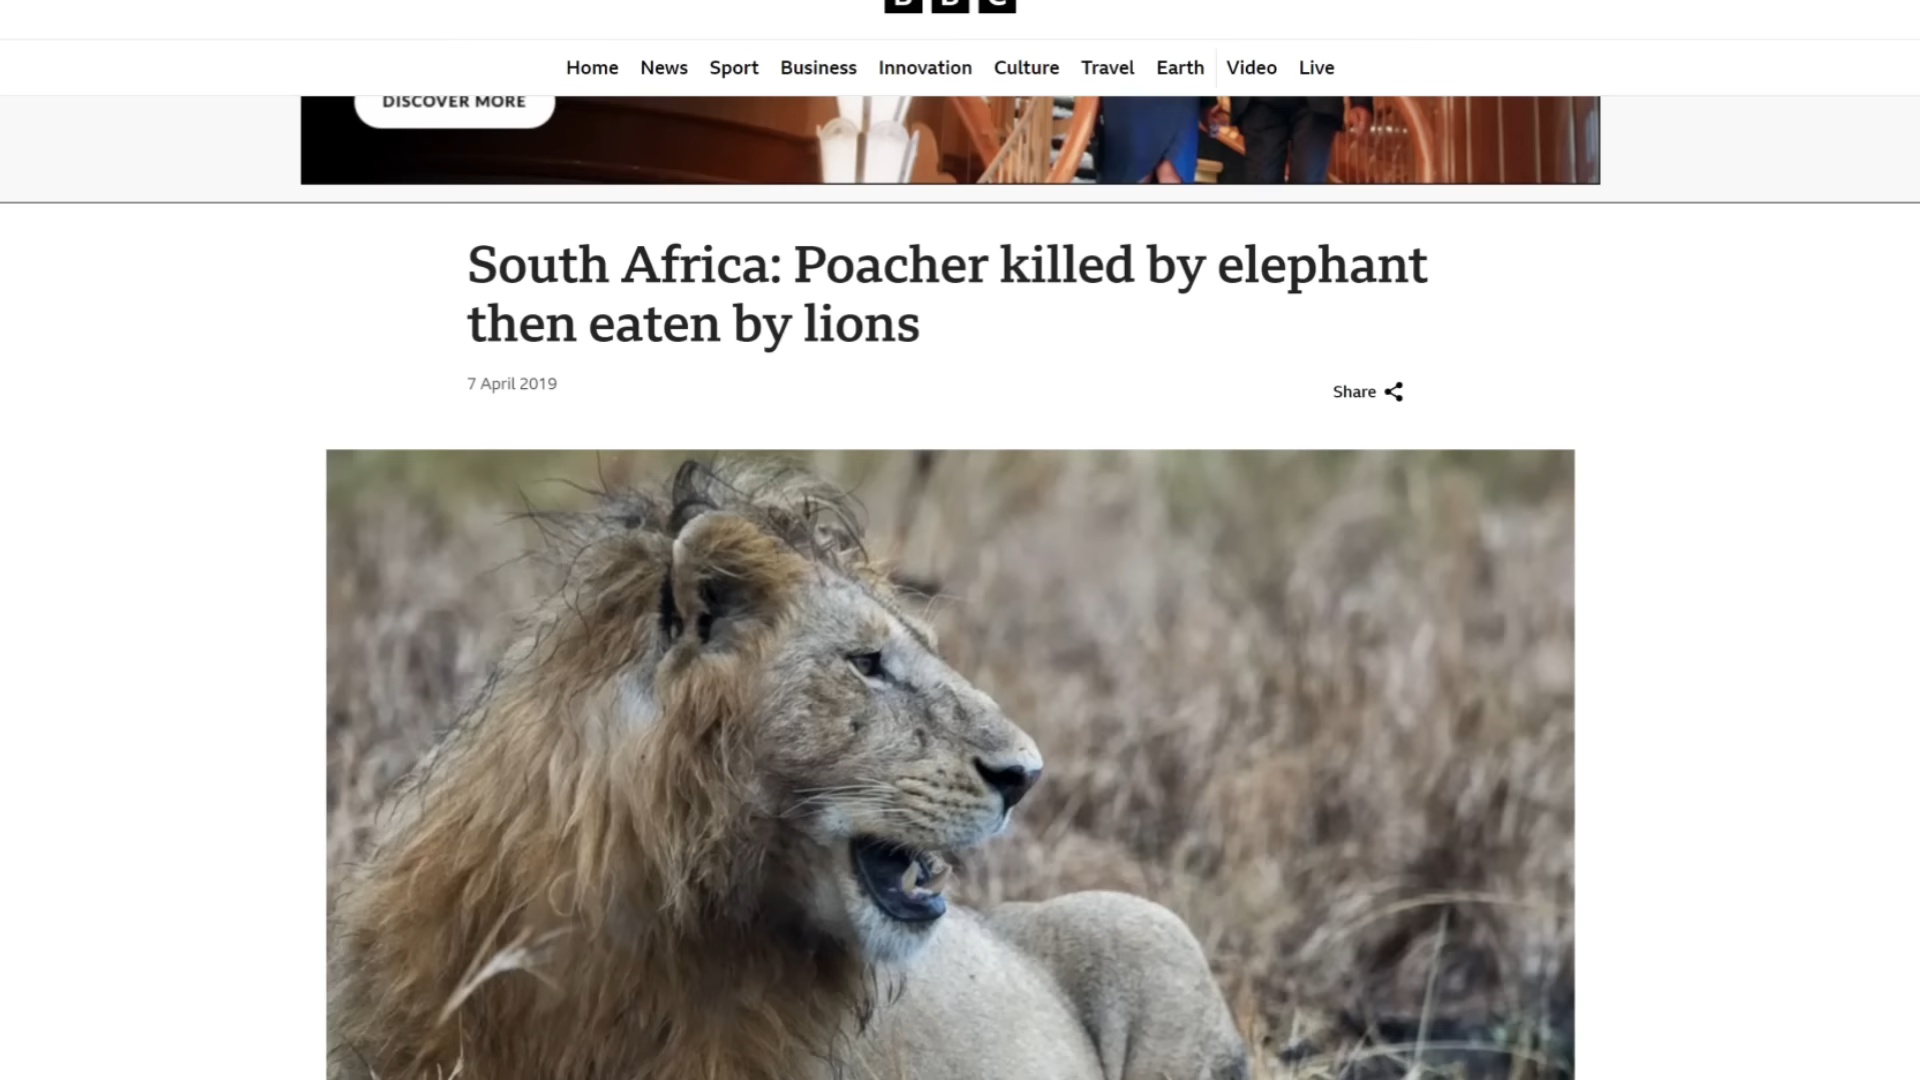 BBC
Home News Sport Business Innovation Culture Travel Earth Video Live
DISCOVER MORE
South Africa: Poacher killed by elephant
then eaten by lions
7 April 2019
Share